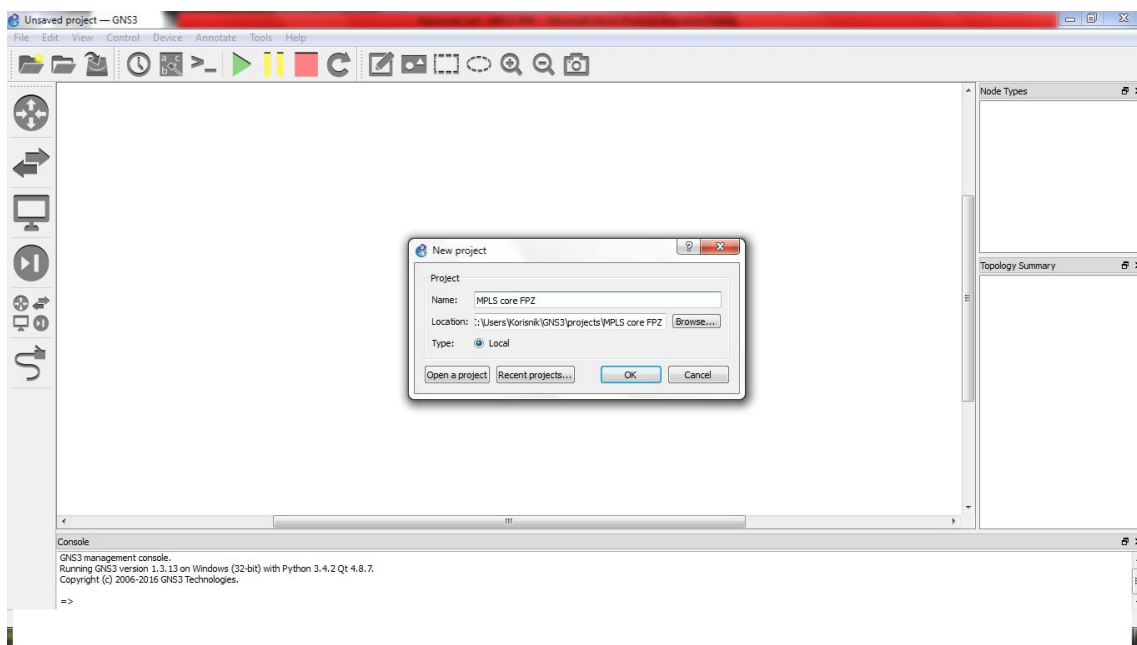 Unsaved project — GNS3
File Edit View Control Device Annotate Tools Help
Node Types
New project
Project
Name: MPLS core FPZ
Location: :\Users\Korisnik\GNS3\projects\MPLS core FPZ Browse...
Type: Local
Open a project Recent projects... OK Cancel
Topology Summary
Console
GNS3 management console.
Running GNS3 version 1.3.13 on Windows (32-bit) with Python 3.4.2 Qt 4.8.7.
Copyright (c) 2006-2016 GNS3 Technologies.
=>